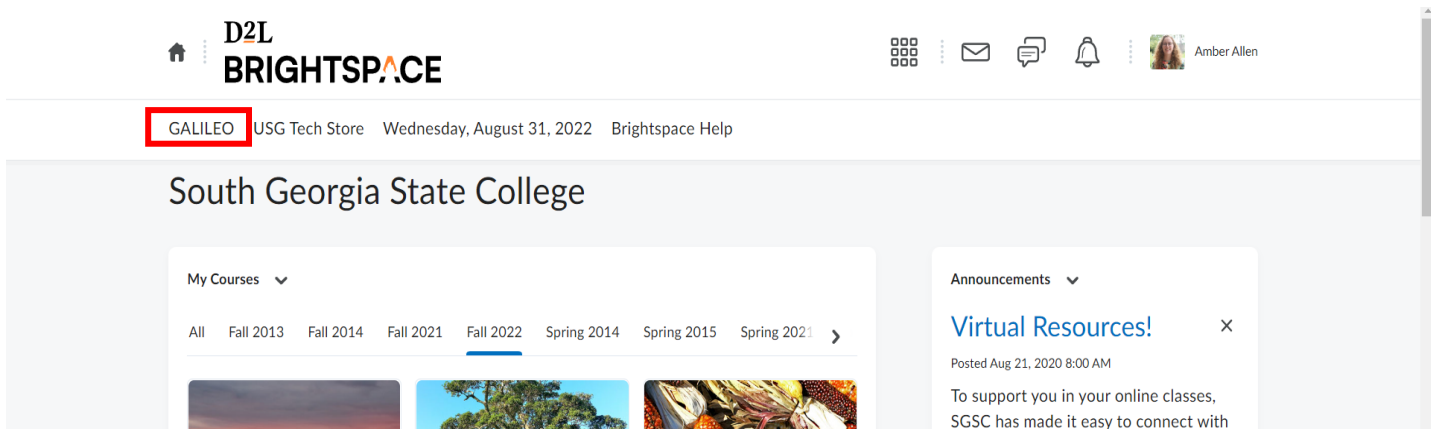 D2L
BRIGHTSPACE
Amber Allen
GALILEO USG Tech Store Wednesday, August 31, 2022 Brightspace Help
South Georgia State College
My Courses
All Fall 2013 Fall 2014 Fall 2021 Fall 2022 Spring 2014 Spring 2015 Spring 2021
Announcements
Virtual Resources!
Posted Aug 21, 2020 8:00 AM
To support you in your online classes,
SGSC has made it easy to connect with